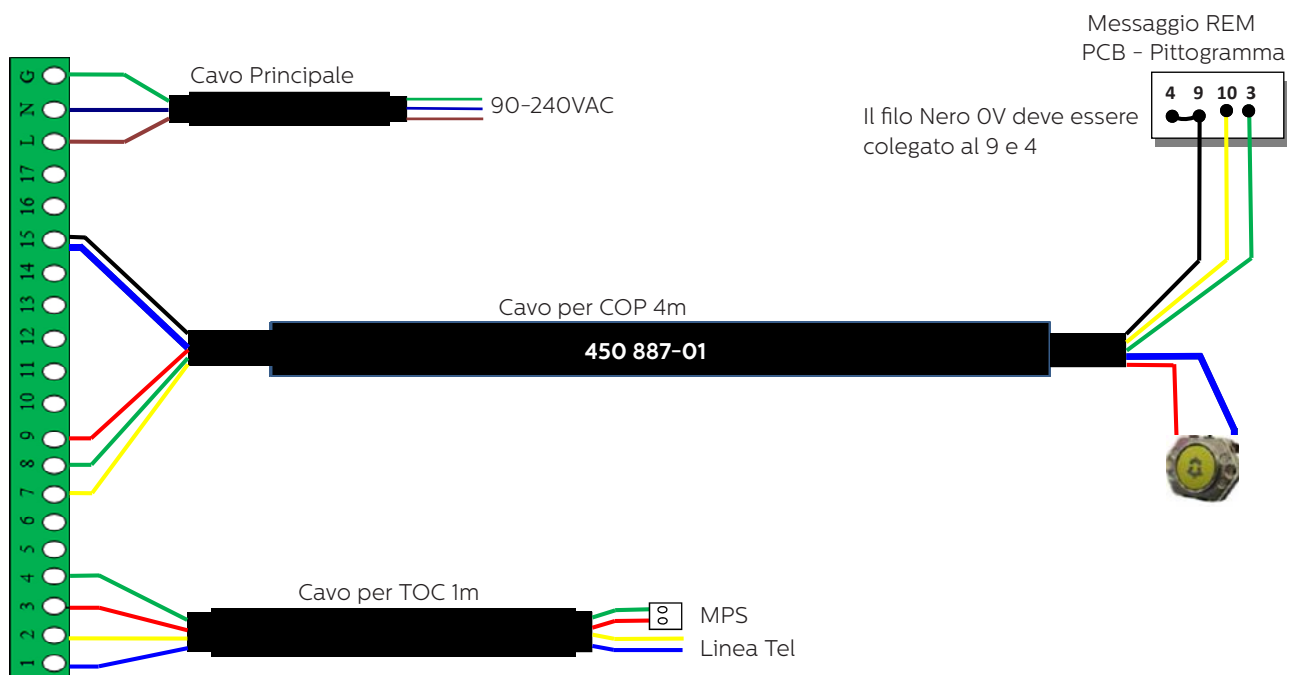 Messaggio REM
PCB - Pittogramma
4 9 10 3
Il filo Nero 0V deve essere
colegato al 9 e 4
Cavo Principale
90-240VAC
G
N
L
17
16
15
14
13
12
11
10
9
8
7
6
5
4
3
2
1
Cavo per COP 4m
450 887-01
Cavo per TOC 1m
MPS
Linea Tel